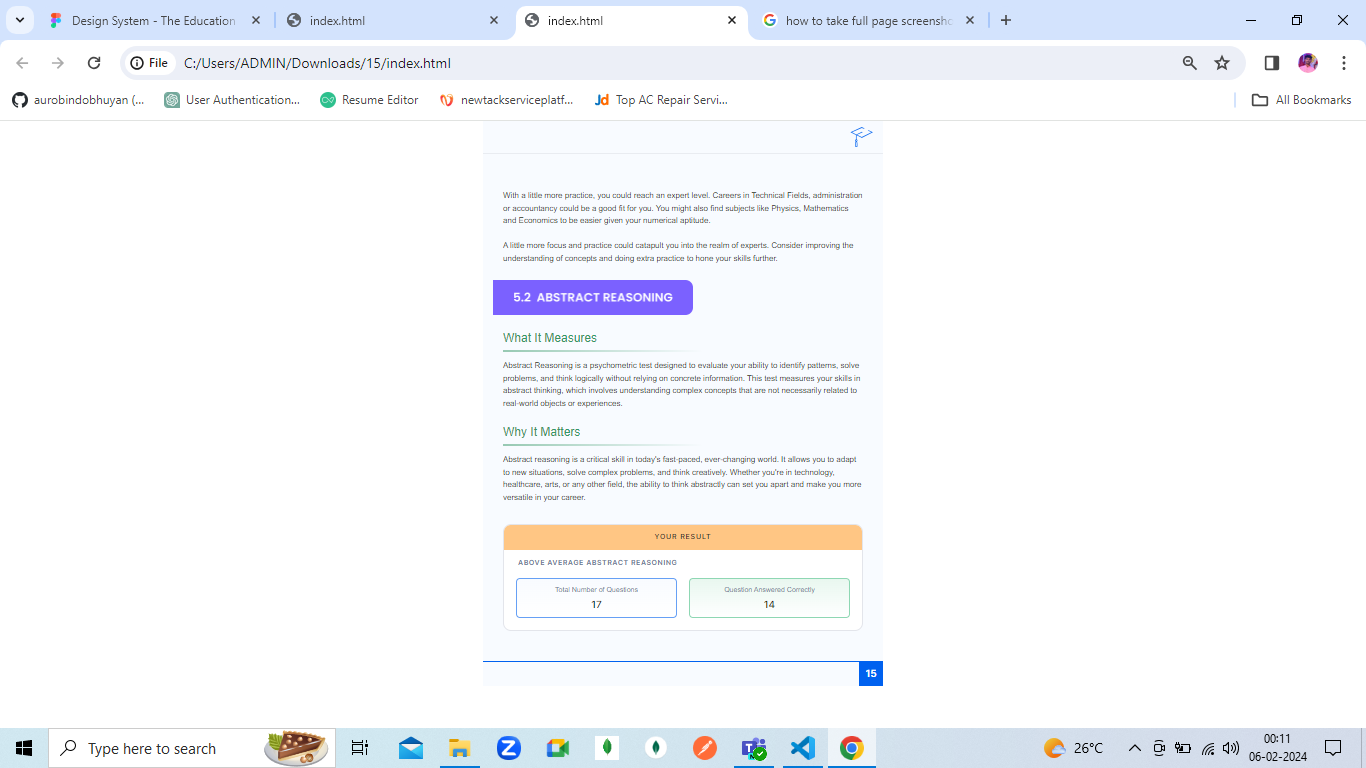 Design System - The Education
index.html
index.html
how to take full page screensho
File
C:/Users/ADMIN/Downloads/15/index.html
aurobindobhuyan (...
User Authentication...
Resume Editor
newtackserviceplatf...
Jd
Top AC Repair Servi...
All Bookmarks
With a little more practice, you could reach an expert level. Careers in Technical Fields, administration
or accountancy could be a good fit for you. You might also find subjects like Physics, Mathematics
and Economics to be easier given your numerical aptitude.
A little more focus and practice could catapult you into the realm of experts. Consider improving the
understanding of concepts and doing extra practice to hone your skills further.
5.2 ABSTRACT REASONING
What It Measures
Abstract Reasoning is a psychometric test designed to evaluate your ability to identify patterns, solve
problems, and think logically without relying on concrete information. This test measures your skills in
abstract thinking, which involves understanding complex concepts that are not necessarily related to
real-world objects or experiences.
Why It Matters
Abstract reasoning is a critical skill in today's fast-paced, ever-changing world. It allows you to adapt
to new situations, solve complex problems, and think creatively. Whether you're in technology,
healthcare, arts, or any other field, the ability to think abstractly can set you apart and make you more
versatile in your career.
YOUR RESULT
ABOVE AVERAGE ABSTRACT REASONING
Total Number of Questions
17
Question Answered Correctly
14
15
Type here to search
26°C
00:11
06-02-2024